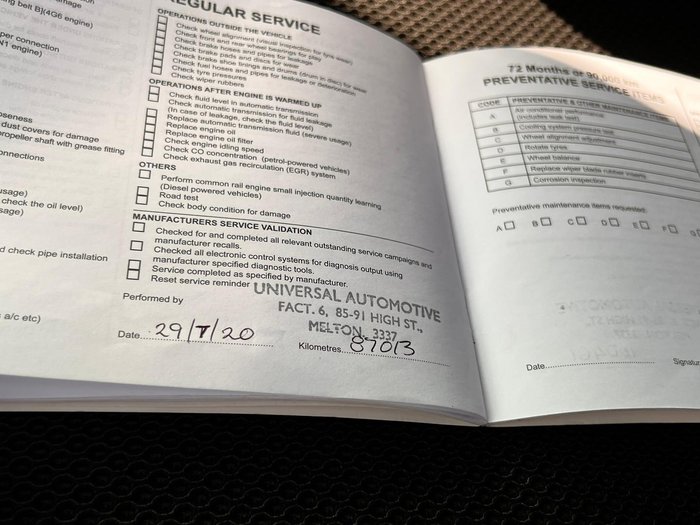 ng belt B)(4G6 engine)
per connection
N1 engine)
oseness
dust covers for damage
propeller shaft with grease fitting
onnections
usage)
check the oil level)
sage)
d check pipe installation
s a/c etc)
EGULAR SERVICE
OPERATIONS OUTSIDE THE VEHICLE
Check wheel alignment (visual inspection for tyre wear)
Check front and rear wheel bearings for play
Check brake hoses and pipes for leakage
Check brake pads and discs for wear
Check brake shoe linings and drums (drum in disc) for wear
Check fuel hoses and pipes for leakage or deterioration
Check tyre pressures
Check wiper rubbers
OPERATIONS AFTER ENGINE IS WARMED UP
Check fluid level in automatic transmission
Check automatic transmission for fluid leakage
(In case of leakage, check the fluid level)
Replace automatic transmission fluid (severe usage)
Replace engine oil
Replace engine oil filter
Check engine idling speed
Check CO concentration (petrol-powered vehicles)
Check exhaust gas recirculation (EGR) system
OTHERS
Perform common rail engine small injection quantity learning
(Diesel powered vehicles)
Road test
Check body condition for damage
MANUFACTURERS SERVICE VALIDATION
Checked for and completed all relevant outstanding service campaigns and
manufacturer recalls.
Checked all electronic control systems for diagnosis output using
manufacturer specified diagnostic tools.
Service completed as specified by manufacturer.
Reset service reminder
Performed by
UNIVERSAL AUTOMOTIVE
FACT. 6, 85-91 HIGH ST.,
MELTON, 3337
Date 29/7/20
Kilometres 87013
72 Months or 90,000 km
PREVENTATIVE SERVICE ITEMS
CODE PREVENTATIVE & OTHER MAINTENANCE ITEMS
A Air conditioner performance
(includes leak test)
B Cooling system pressure test
C Wheel alignment adjustment
D Rotate tyres
E Wheel balance
F Replace wiper blade rubber inserts
G Corrosion inspection
Preventative maintenance items requested:
A B C D E F G
Date
Signatur